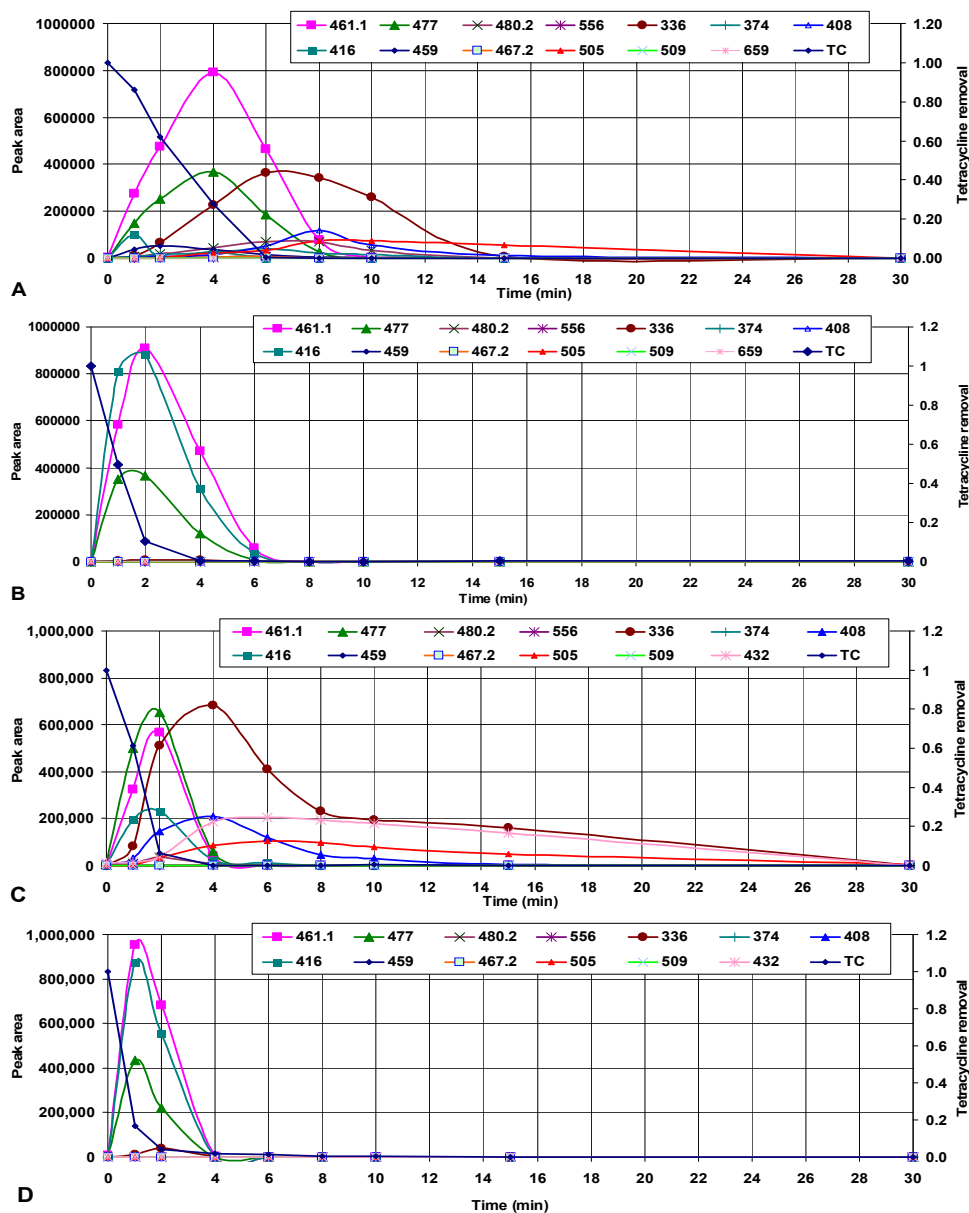 461.1 477 480.2 556 336 374 408
416 459 467.2 505 509 659 TC
Peak area
1000000
800000
600000
400000
200000
0
Tetracycline removal
1.20
1.00
0.80
0.60
0.40
0.20
0.00
0 2 4 6 8 10 12 14 16 18 20 22 24 26 28 30
Time (min)
A
461.1 477 480.2 556 336 374 408
416 459 467.2 505 509 659 TC
Peak area
1000000
800000
600000
400000
200000
0
Tetracycline removal
1.2
1
0.8
0.6
0.4
0.2
0
0 2 4 6 8 10 12 14 16 18 20 22 24 26 28 30
Time (min)
B
461.1 477 480.2 556 336 374 408
416 459 467.2 505 509 432 TC
Peak area
1,000,000
800,000
600,000
400,000
200,000
0
Tetracycline removal
1.2
1
0.8
0.6
0.4
0.2
0
0 2 4 6 8 10 12 14 16 18 20 22 24 26 28 30
Time (min)
C
461.1 477 480.2 556 336 374 408
416 459 467.2 505 509 432 TC
Peak area
1,000,000
800,000
600,000
400,000
200,000
0
Tetracycline removal
1.2
1.0
0.8
0.6
0.4
0.2
0.0
0 2 4 6 8 10 12 14 16 18 20 22 24 26 28 30
Time (min)
D